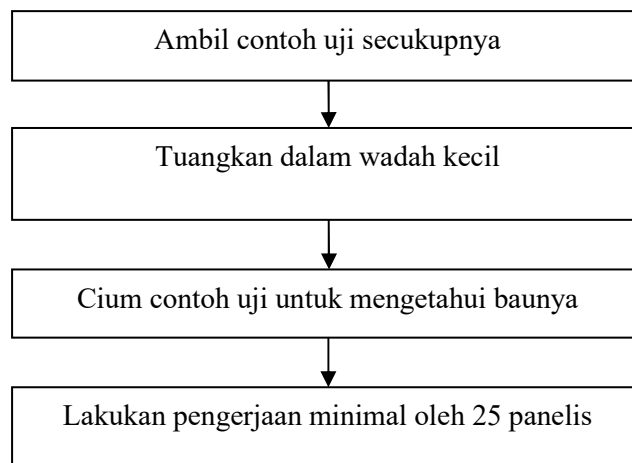 Ambil contoh uji secukupnya
Tuangkan dalam wadah kecil
Cium contoh uji untuk mengetahui baunya
Lakukan pengerjaan minimal oleh 25 panelis